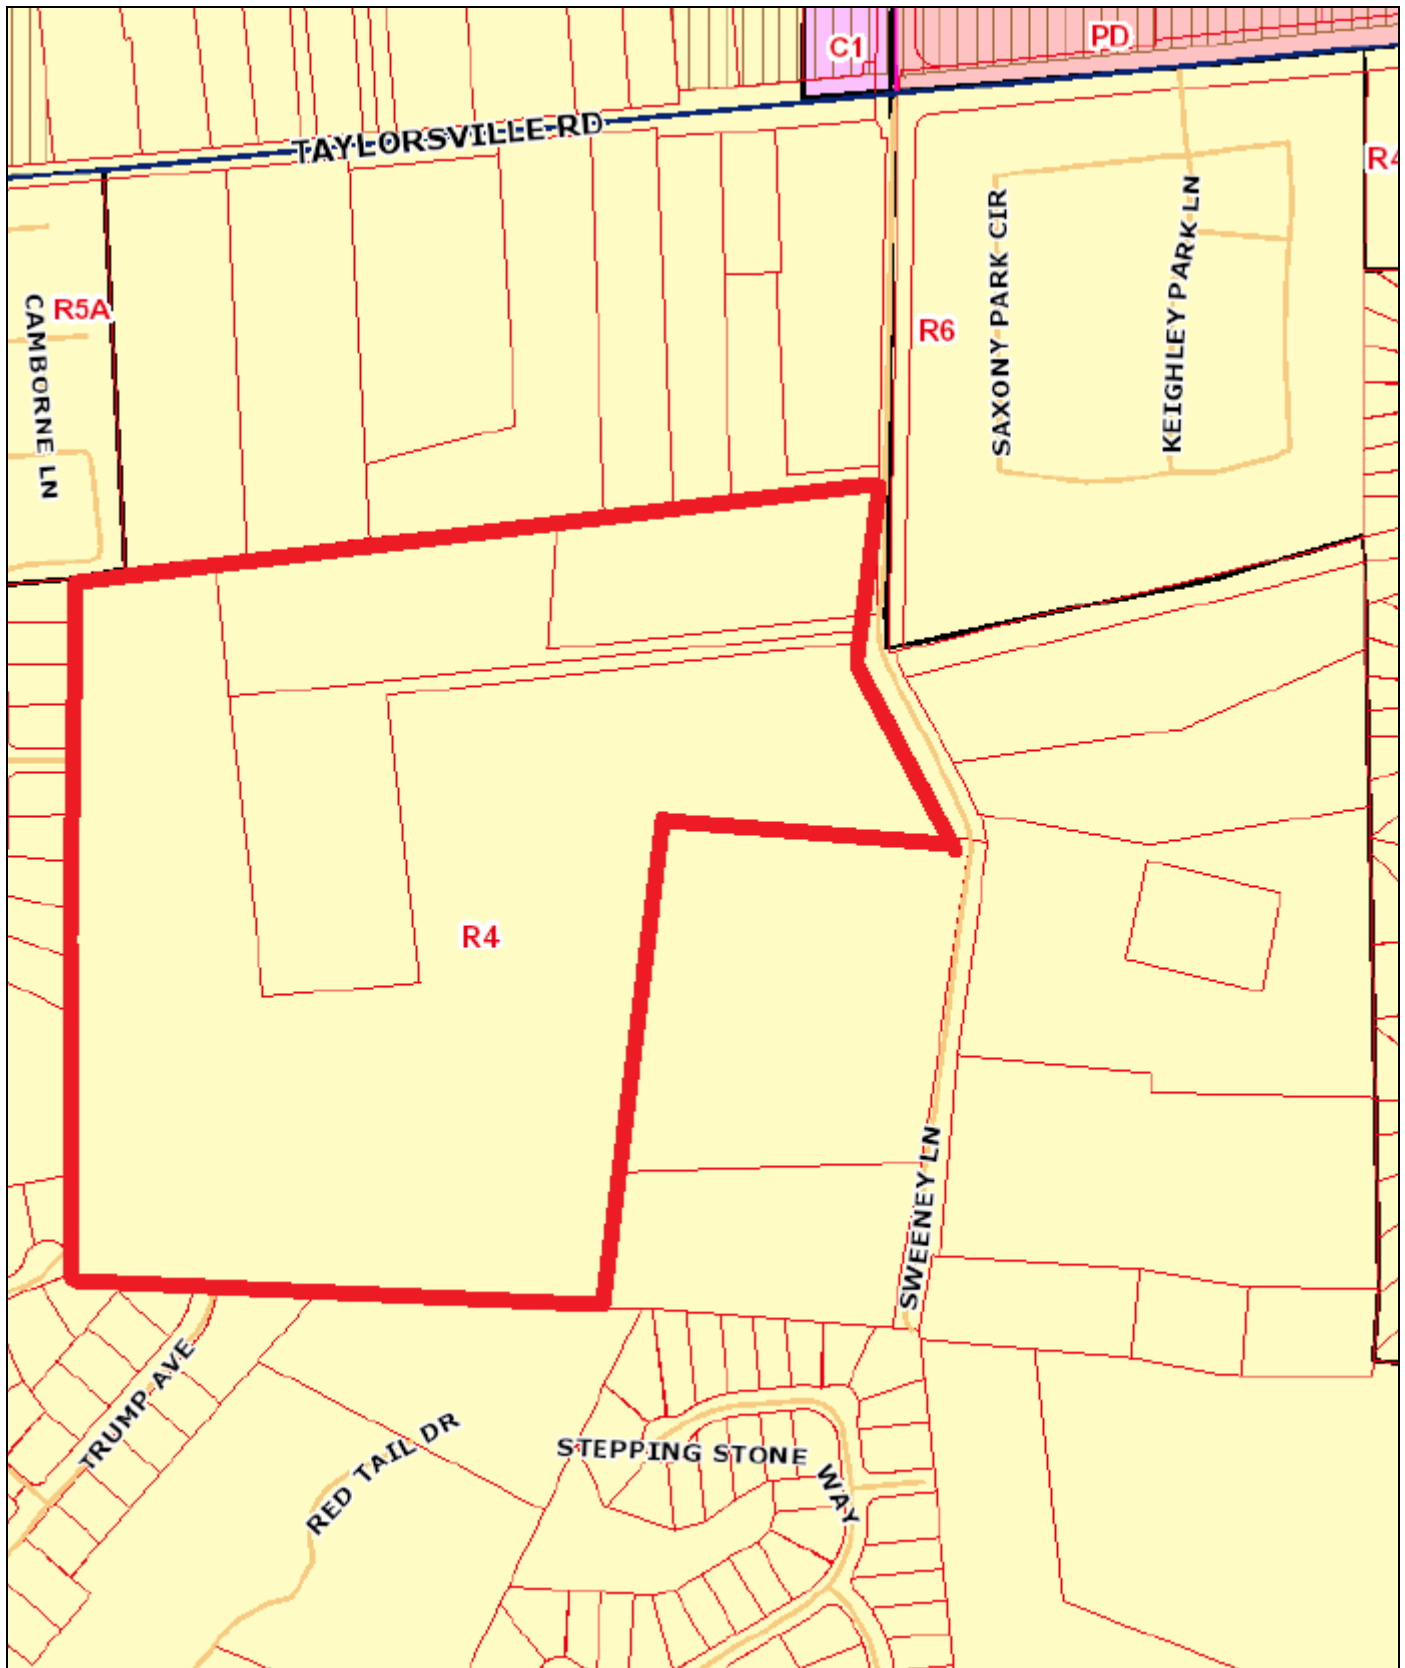 C1
PD
TAYLORSVILLE RD
R4
SAXONY PARK CIR
KEIGHLEY PARK LN
R5A
CAMBORNE LN
R6
R4
SWEENEY LN
TRUMP AVE
RED TAIL DR
STEPPING STONE WAY